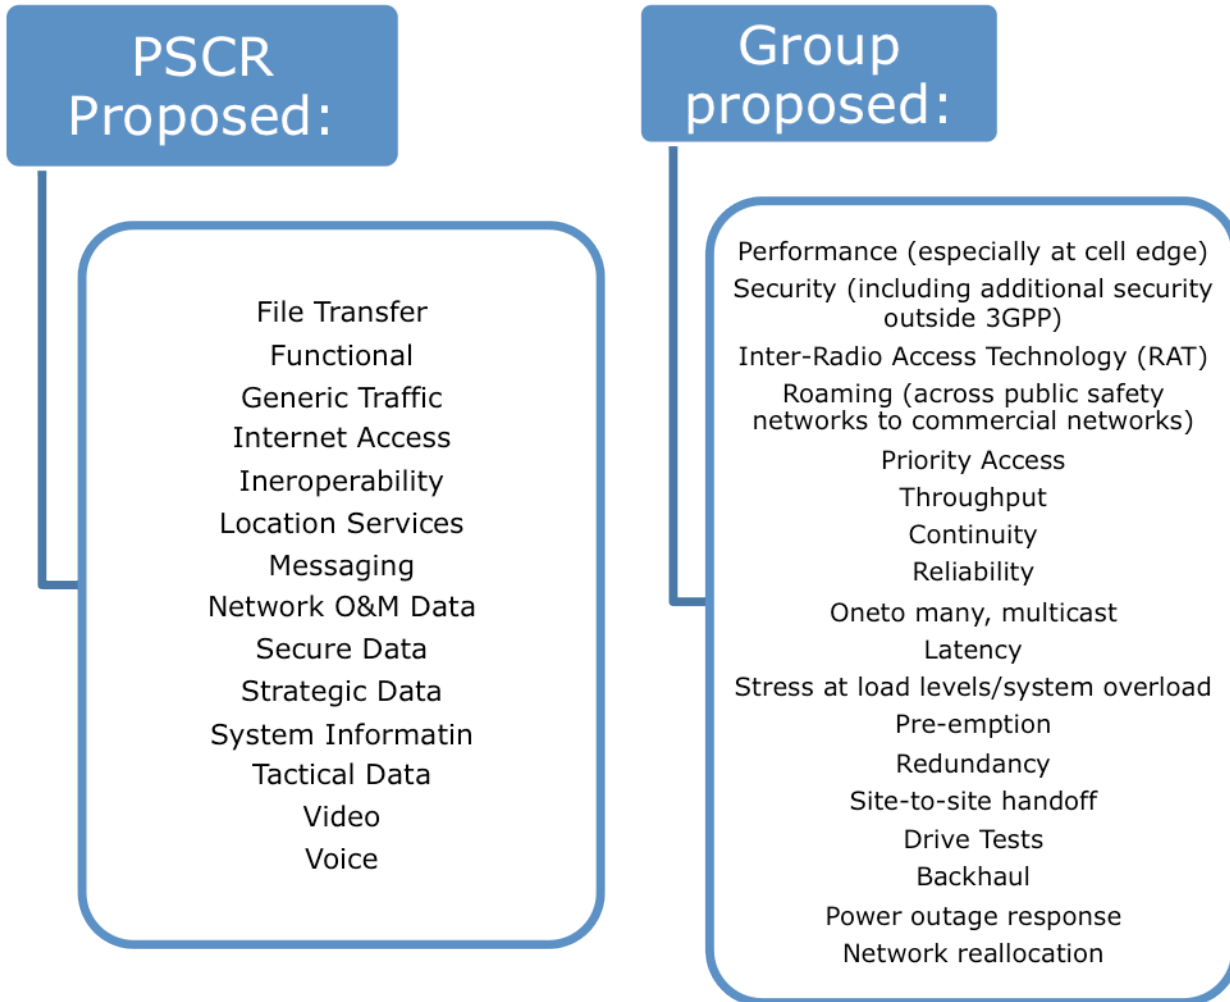 PSCR
Proposed:
File Transfer
Functional
Generic Traffic
Internet Access
Ineroperability
Location Services
Messaging
Network O&M Data
Secure Data
Strategic Data
System Informatin
Tactical Data
Video
Voice
Group
proposed:
Performance (especially at cell edge)
Security (including additional security
outside 3GPP)
Inter-Radio Access Technology (RAT)
Roaming (across public safety
networks to commercial networks)
Priority Access
Throughput
Continuity
Reliability
Oneto many, multicast
Latency
Stress at load levels/system overload
Pre-emption
Redundancy
Site-to-site handoff
Drive Tests
Backhaul
Power outage response
Network reallocation